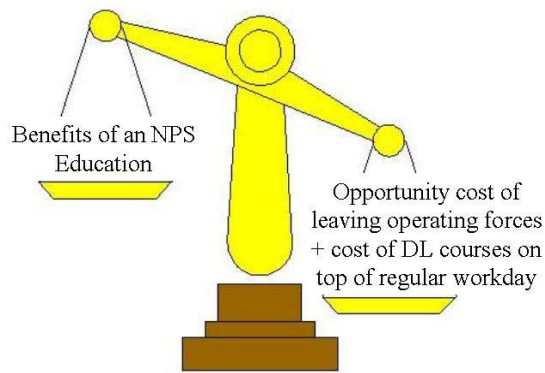 Benefits of an NPS
Education
Opportunity cost of
leaving operating forces
+ cost of DL courses on
top of regular workday